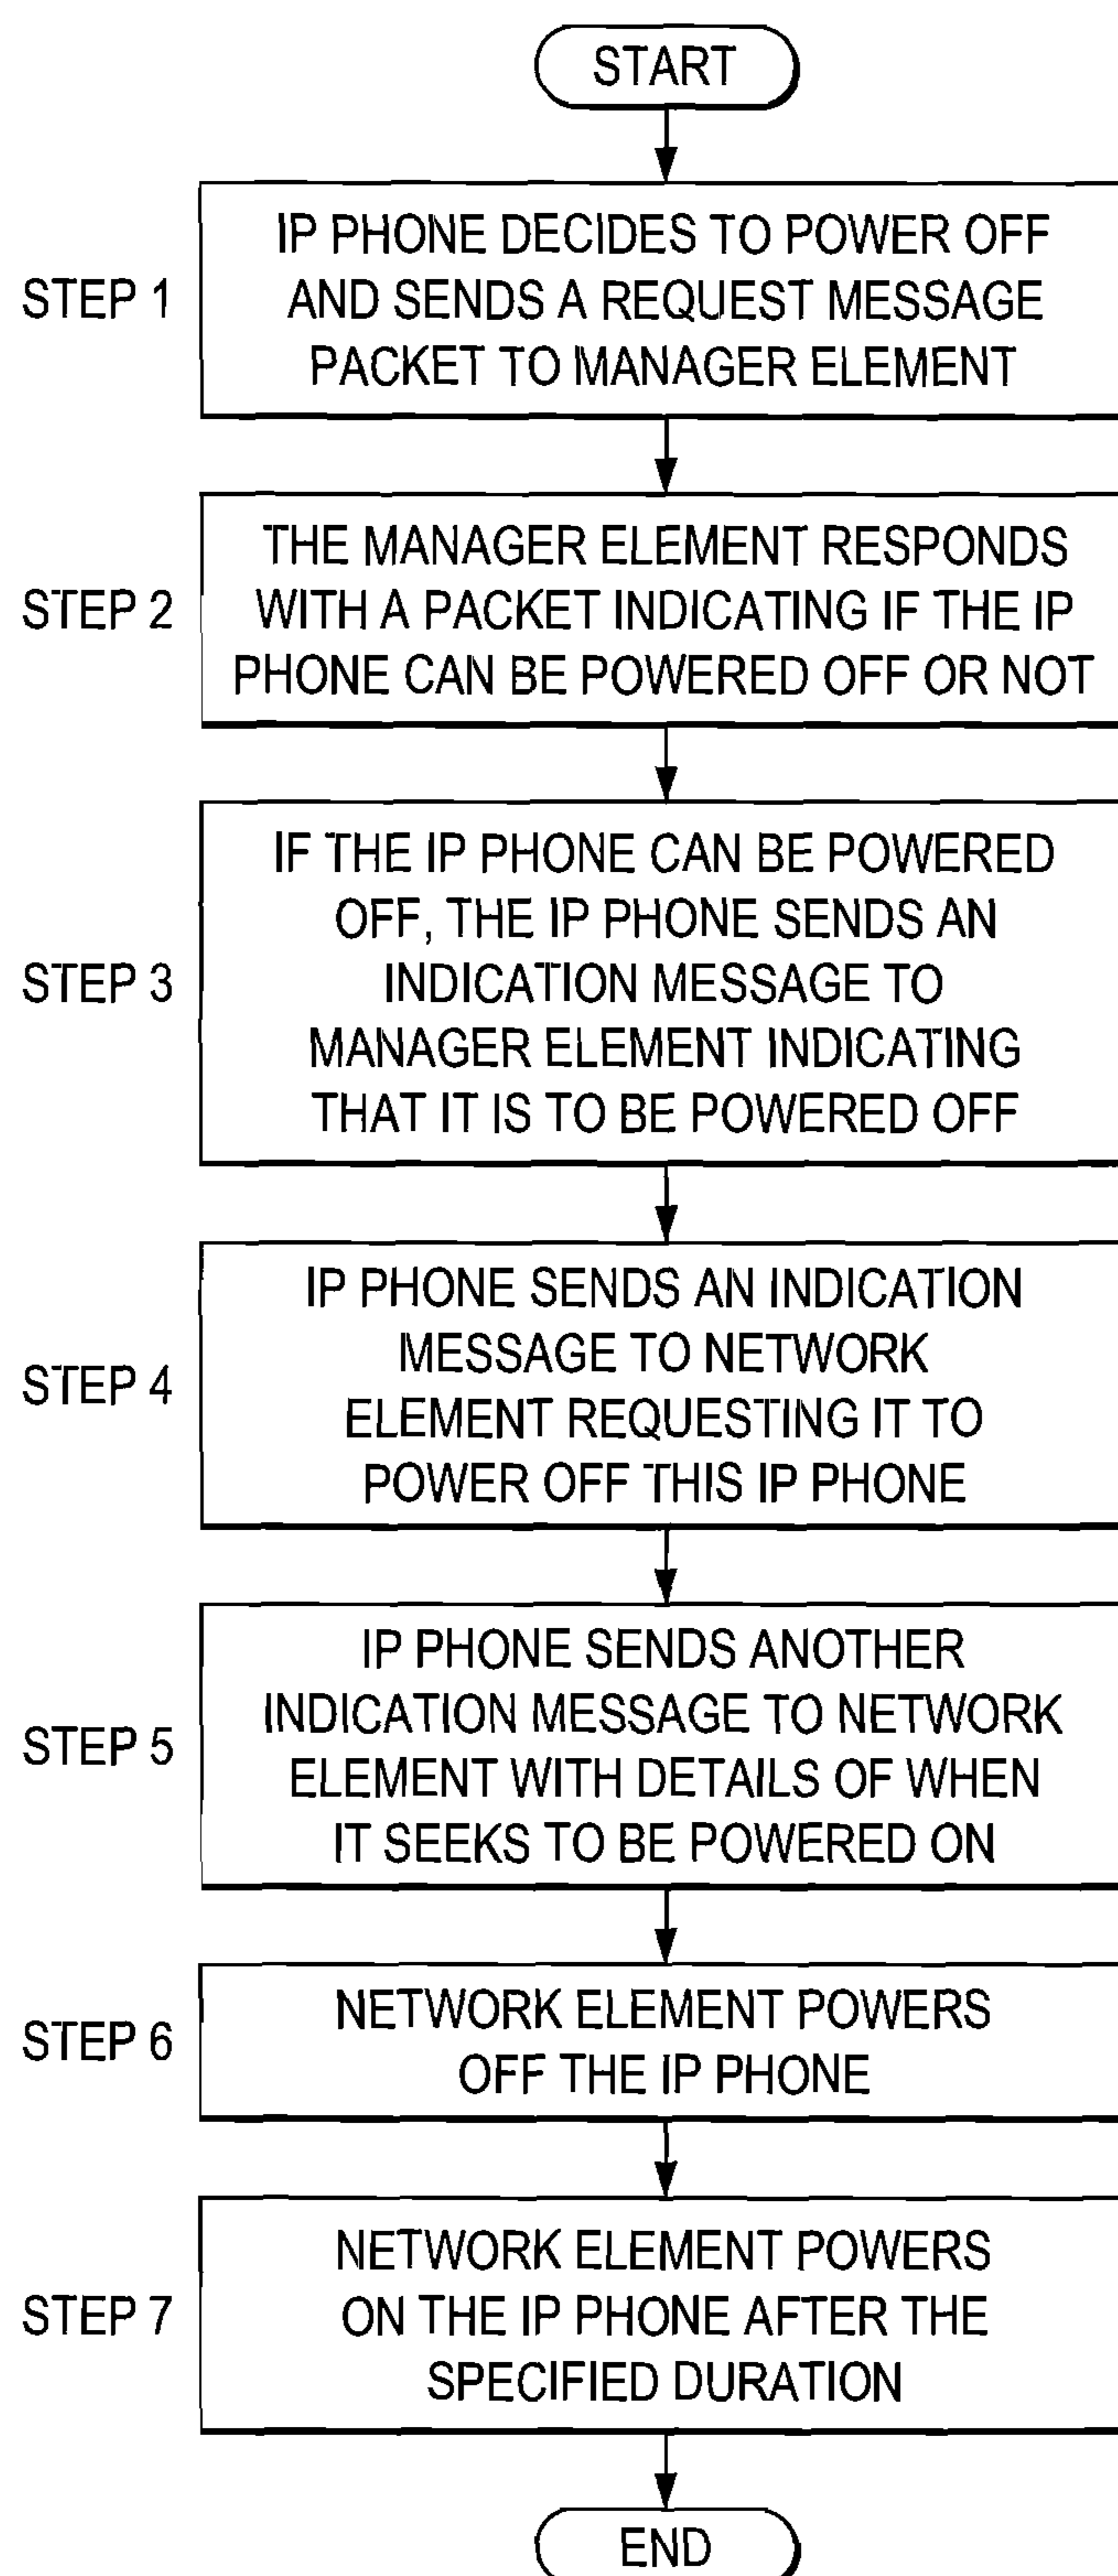 START
STEP 1
IP PHONE DECIDES TO POWER OFF
AND SENDS A REQUEST MESSAGE
PACKET TO MANAGER ELEMENT
STEP 2
THE MANAGER ELEMENT RESPONDS
WITH A PACKET INDICATING IF THE IP
PHONE CAN BE POWERED OFF OR NOT
STEP 3
IF THE IP PHONE CAN BE POWERED
OFF, THE IP PHONE SENDS AN
INDICATION MESSAGE TO
MANAGER ELEMENT INDICATING
THAT IT IS TO BE POWERED OFF
STEP 4
IP PHONE SENDS AN INDICATION
MESSAGE TO NETWORK
ELEMENT REQUESTING IT TO
POWER OFF THIS IP PHONE
STEP 5
IP PHONE SENDS ANOTHER
INDICATION MESSAGE TO NETWORK
ELEMENT WITH DETAILS OF WHEN
IT SEEKS TO BE POWERED ON
STEP 6
NETWORK ELEMENT POWERS
OFF THE IP PHONE
STEP 7
NETWORK ELEMENT POWERS
ON THE IP PHONE AFTER THE
SPECIFIED DURATION
END